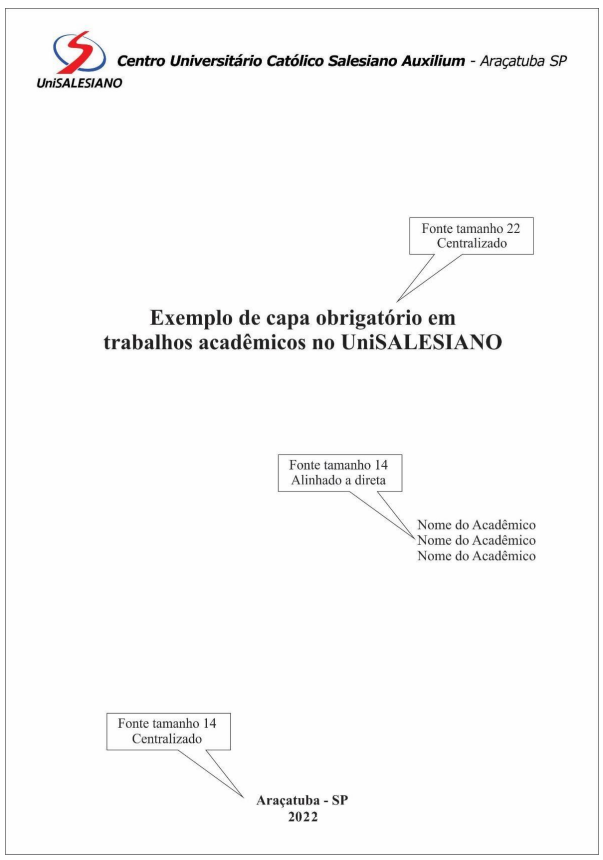 Centro Universitário Católico Salesiano Auxilium - Araçatuba SP
UniSALESIANO
Fonte tamanho 22
Centralizado
Exemplo de capa obrigatório em
trabalhos acadêmicos no UniSALESIANO
Fonte tamanho 14
Alinhado a direta
Nome do Acadêmico
Nome do Acadêmico
Nome do Acadêmico
Fonte tamanho 14
Centralizado
Araçatuba - SP
2022